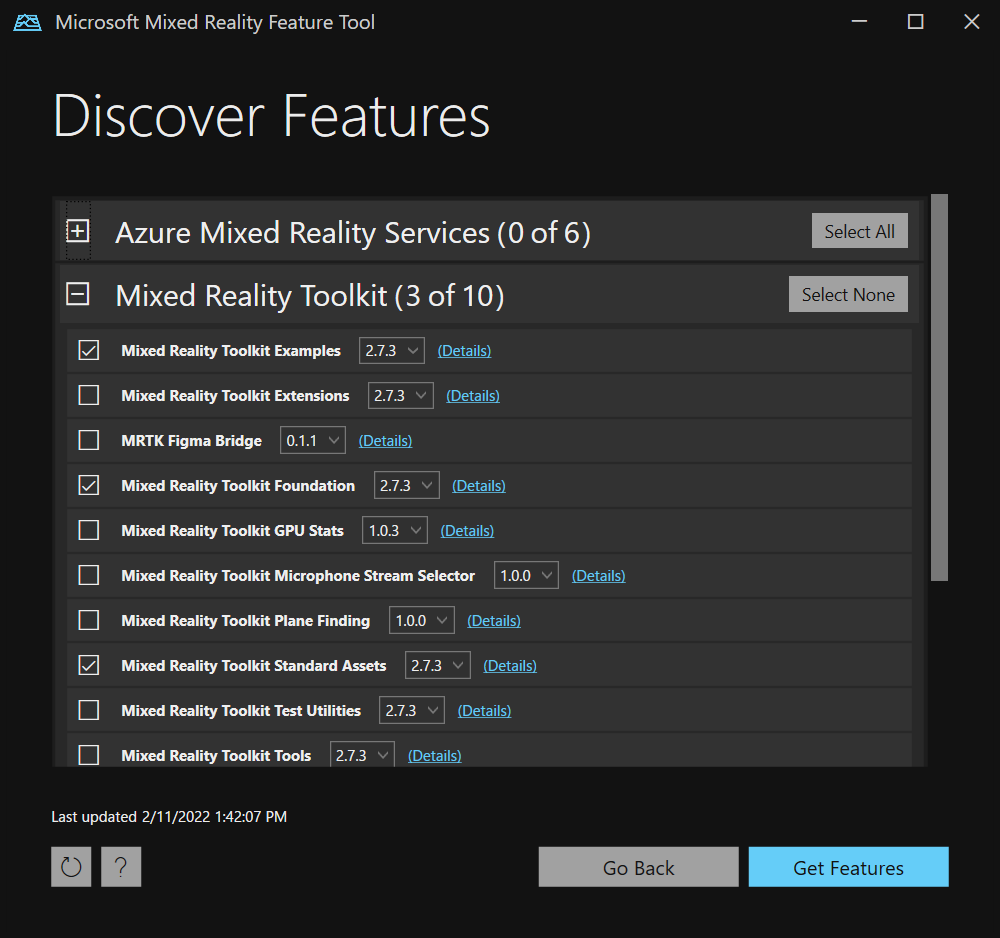 Microsoft Mixed Reality Feature Tool
Discover Features
Azure Mixed Reality Services (0 of 6) Select All
Mixed Reality Toolkit (3 of 10) Select None
Mixed Reality Toolkit Examples 2.7.3 (Details)
Mixed Reality Toolkit Extensions 2.7.3 (Details)
MRTK Figma Bridge 0.1.1 (Details)
Mixed Reality Toolkit Foundation 2.7.3 (Details)
Mixed Reality Toolkit GPU Stats 1.0.3 (Details)
Mixed Reality Toolkit Microphone Stream Selector 1.0.0 (Details)
Mixed Reality Toolkit Plane Finding 1.0.0 (Details)
Mixed Reality Toolkit Standard Assets 2.7.3 (Details)
Mixed Reality Toolkit Test Utilities 2.7.3 (Details)
Mixed Reality Toolkit Tools 2.7.3 (Details)
Last updated 2/11/2022 1:42:07 PM
? Go Back Get Features